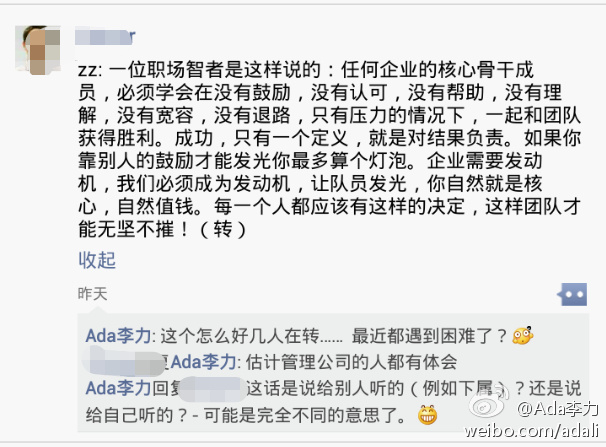 r
zz: 一位职场智者是这样说的：任何企业的核心骨干成
员，必须学会在没有鼓励，没有认可，没有帮助，没有理
解，没有宽容，没有退路，只有压力的情况下，一起和团队
获得胜利。成功，只有一个定义，就是对结果负责。如果你
靠别人的鼓励才能发光你最多算个灯泡。企业需要发动
机，我们必须成为发动机，让队员发光，你自然就是核
心，自然值钱。每一个人都应该有这样的决定，这样团队才
能无坚不摧！（转）
收起
昨天
Ada李力: 这个怎么好几人在转...... 最近都遇到困难了？
复Ada李力: 估计管理公司的人都有体会
Ada李力回复 这话是说给别人听的（例如下属）？还是说
给自己听的？- 可能是完全不同的意思了。
@Ada李力
weibo.com/adali